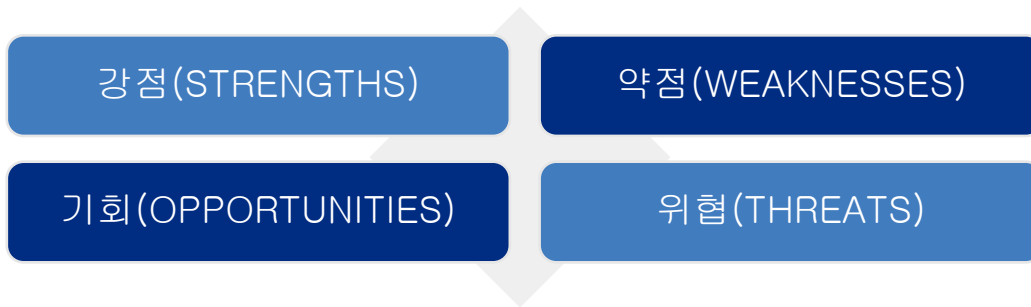 강점(STRENGTHS)
약점(WEAKNESSES)
기회(OPPORTUNITIES)
위협(THREATS)